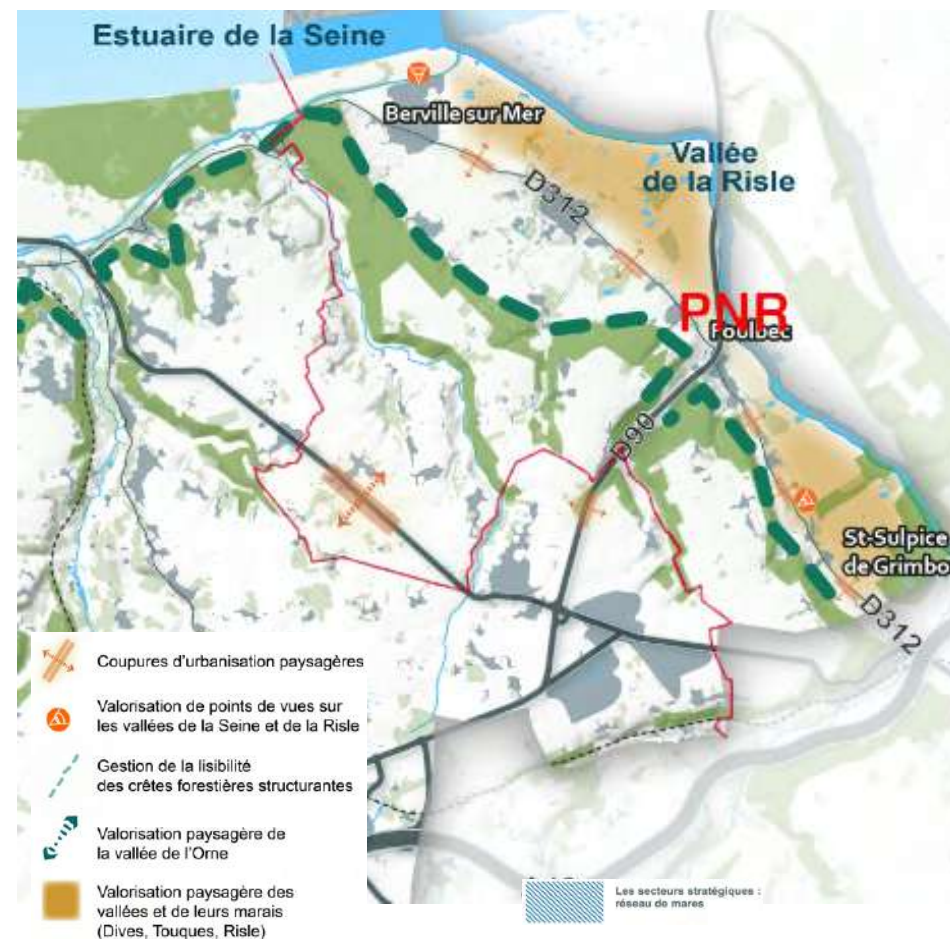 Estuaire de la Seine
Berville sur Mer
Vallée
de la Risle
D312
PNR
Foulbec
D90
St-Sulpice
de Grimbo
D312
Coupures d'urbanisation paysagères
Valorisation de points de vues sur
les vallées de la Seine et de la Risle
Gestion de la lisibilité
des crêtes forestières structurantes
Valorisation paysagère de
la vallée de l'Orne
Valorisation paysagère des
vallées et de leurs marais
(Dives, Touques, Risle)
Les secteurs stratégiques :
réseau de mares